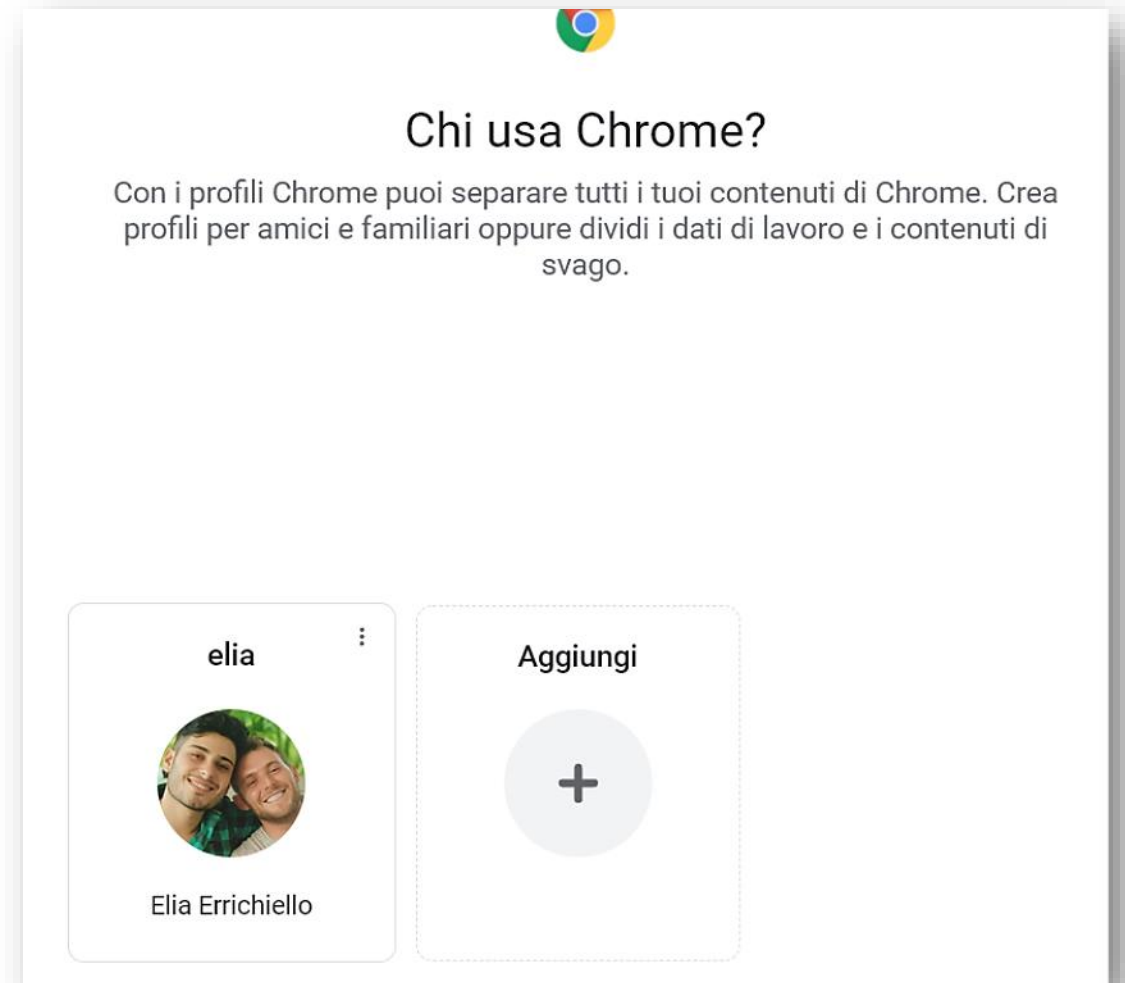 Chi usa Chrome?
Con i profili Chrome puoi separare tutti i tuoi contenuti di Chrome. Crea
profili per amici e familiari oppure dividi i dati di lavoro e i contenuti di
svago.
elia
Elia Errichiello
Aggiungi